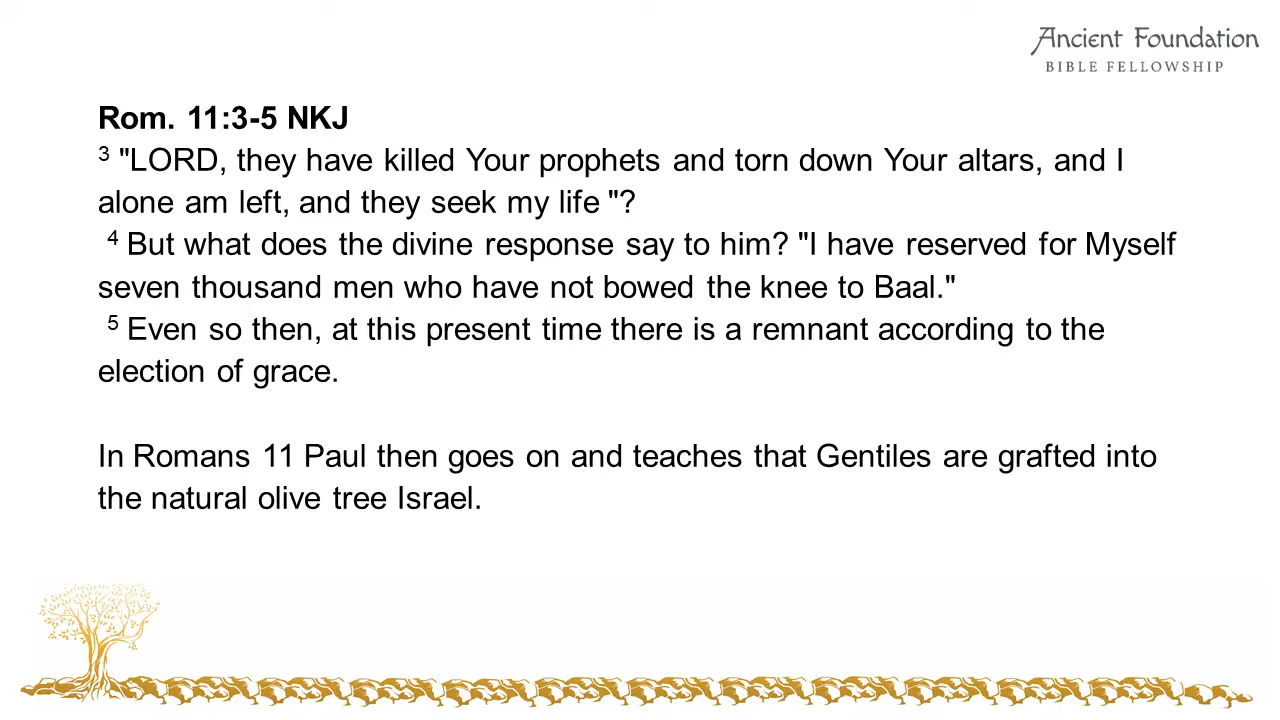 Ancient Foundation
BIBLE FELLOWSHIP
Rom. 11:3-5 NKJ
3 "LORD, they have killed Your prophets and torn down Your altars, and I
alone am left, and they seek my life "?
4 But what does the divine response say to him? "I have reserved for Myself
seven thousand men who have not bowed the knee to Baal."
5 Even so then, at this present time there is a remnant according to the
election of grace.
In Romans 11 Paul then goes on and teaches that Gentiles are grafted into
the natural olive tree Israel.